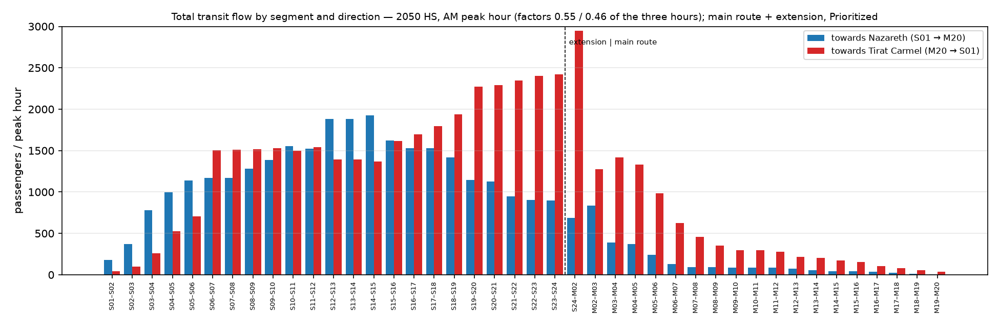 Total transit flow by segment and direction — 2050 HS, AM peak hour (factors 0.55 / 0.46 of the three hours); main route + extension, Prioritized
passengers / peak hour
3000
2500
2000
1500
1000
500
0
extension | main route
towards Nazareth (S01 → M20)
towards Tirat Carmel (M20 → S01)
S01–S02
S02–S03
S03–S04
S04–S05
S05–S06
S06–S07
S07–S08
S08–S09
S09–S10
S10–S11
S11–S12
S12–S13
S13–S14
S14–S15
S15–S16
S16–S17
S17–S18
S18–S19
S19–S20
S20–S21
S21–S22
S22–S23
S23–S24
S24–M02
M02–M03
M03–M04
M04–M05
M05–M06
M06–M07
M07–M08
M08–M09
M09–M10
M10–M11
M11–M12
M12–M13
M13–M14
M14–M15
M15–M16
M16–M17
M17–M18
M18–M19
M19–M20